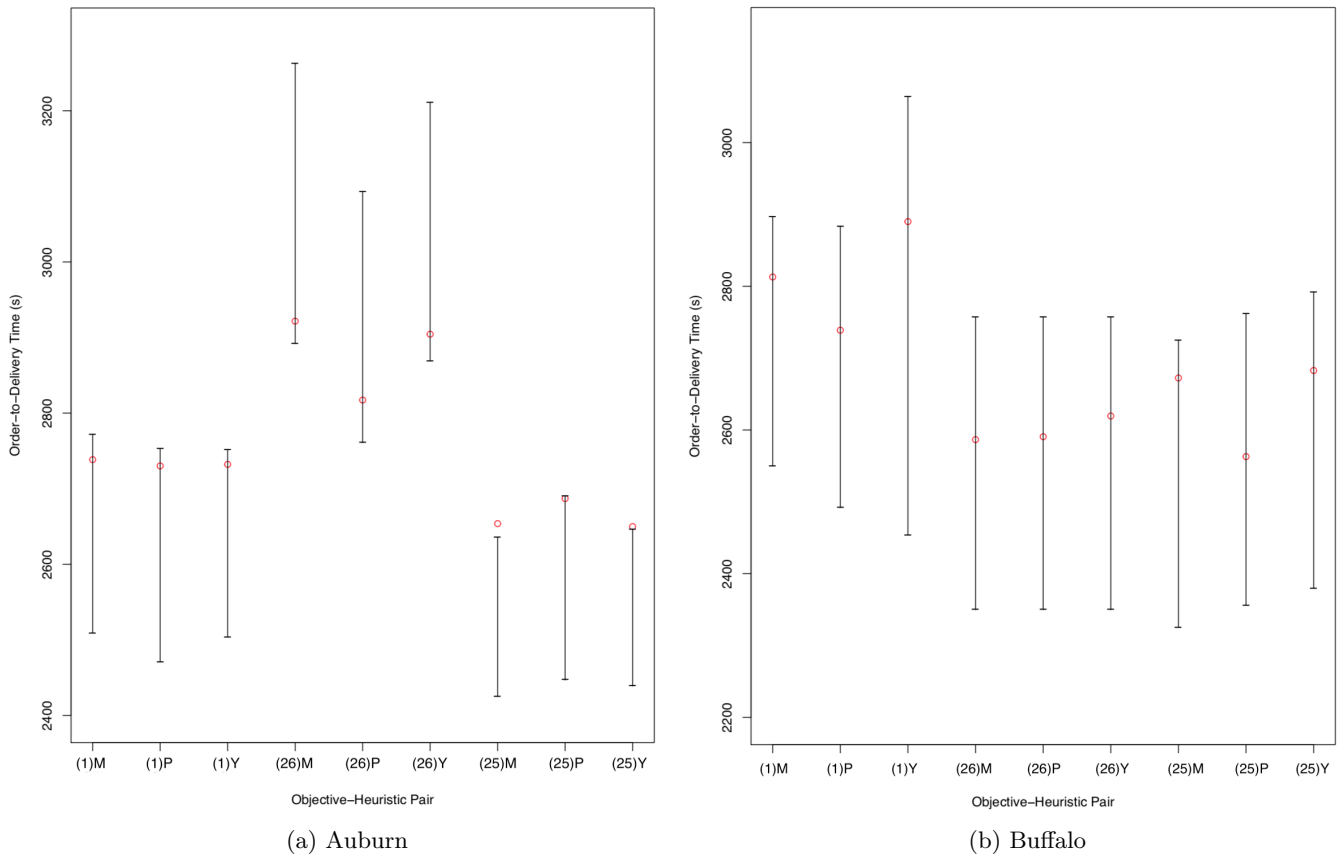 Order−to−Delivery Time (s)
3200
3000
2800
2600
2400
(1)M (1)P (1)Y (26)M (26)P (26)Y (25)M (25)P (25)Y
Objective−Heuristic Pair
(a) Auburn
Order−to−Delivery Time (s)
3000
2800
2600
2400
2200
(1)M (1)P (1)Y (26)M (26)P (26)Y (25)M (25)P (25)Y
Objective−Heuristic Pair
(b) Buffalo